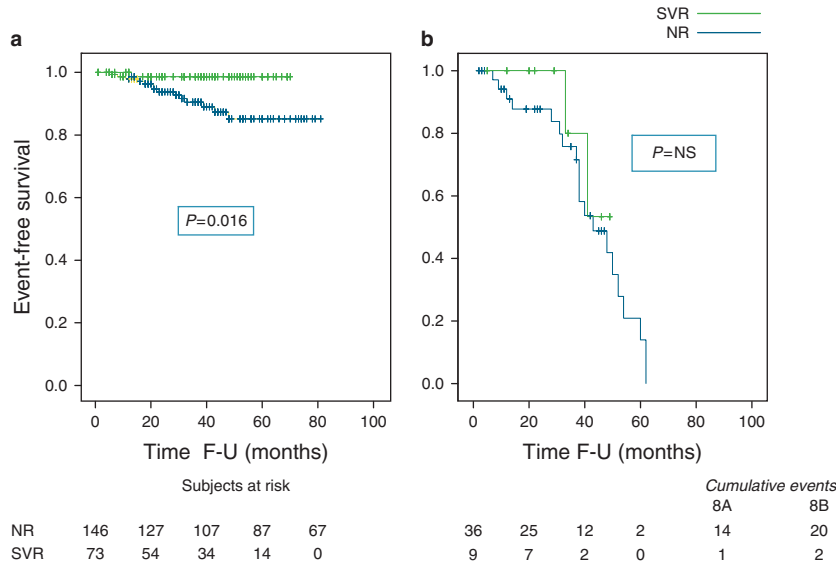 SVR
NR
a
b
1.0
0.8
0.6
0.4
0.2
0.0
Event-free survival
P=0.016
0 20 40 60 80 100
Time F-U (months)
1.0
0.8
0.6
0.4
0.2
0.0
P=NS
0 20 40 60 80 100
Time F-U (months)
Subjects at risk
Cumulative events
8A 8B
NR 146 127 107 87 67 36 25 12 2 14 20
SVR 73 54 34 14 0 9 7 2 0 1 2